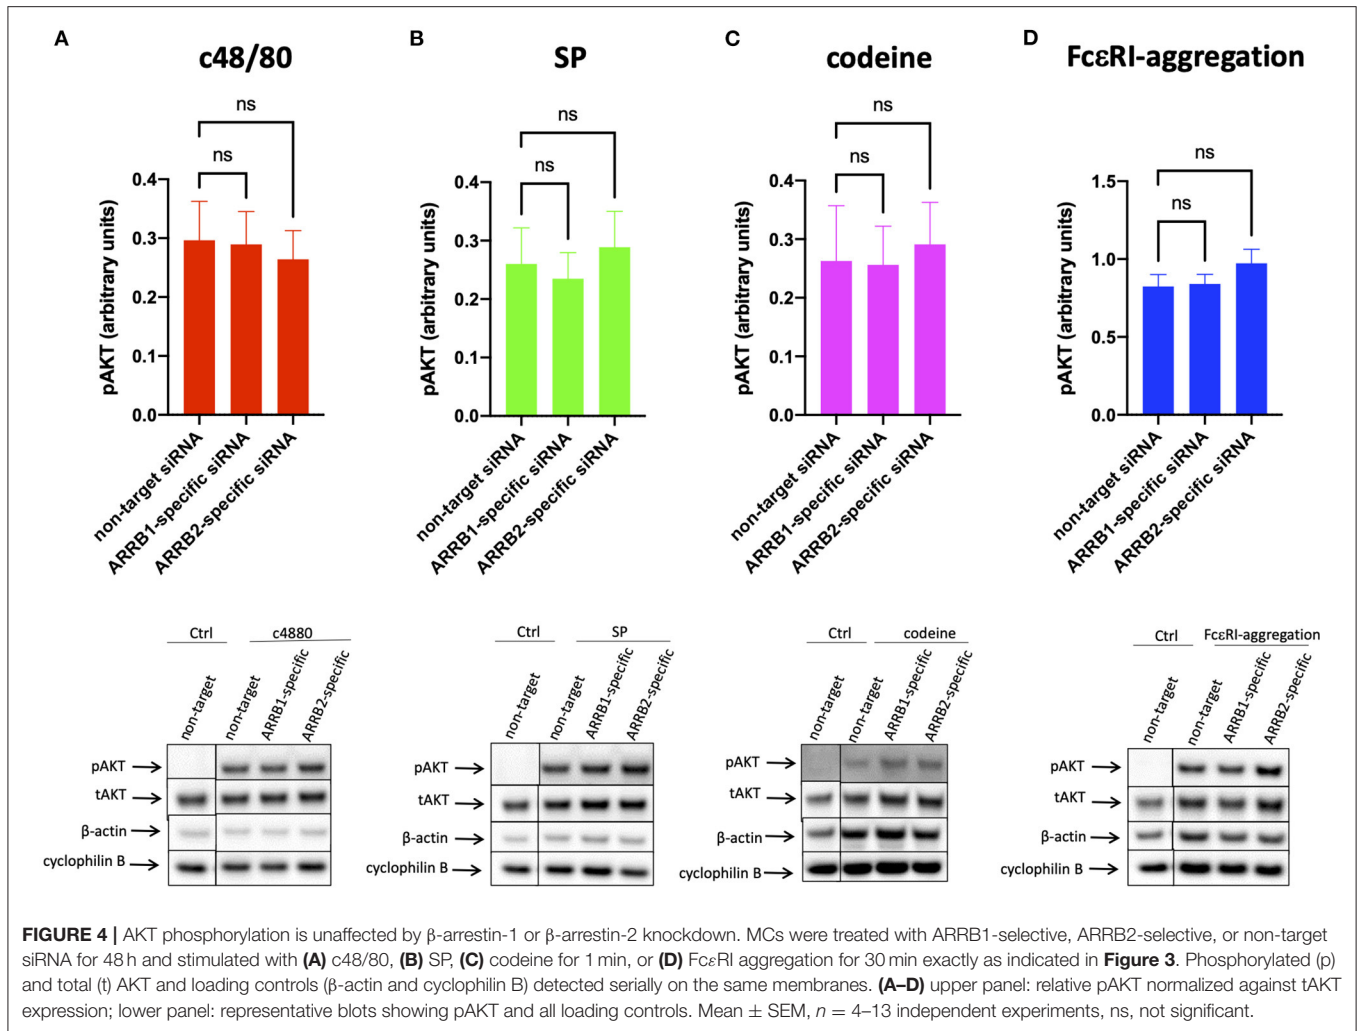 A
c48/80
ns
ns
0.4
0.3
0.2
0.1
0.0
pAKT (arbitrary units)
non-target siRNA
ARRB1-specific siRNA
ARRB2-specific siRNA
B
SP
ns
ns
0.4
0.3
0.2
0.1
0.0
pAKT (arbitrary units)
non-target siRNA
ARRB1-specific siRNA
ARRB2-specific siRNA
C
codeine
ns
ns
0.4
0.3
0.2
0.1
0.0
pAKT (arbitrary units)
non-target siRNA
ARRB1-specific siRNA
ARRB2-specific siRNA
D
FcεRI-aggregation
ns
ns
1.5
1.0
0.5
0.0
pAKT (arbitrary units)
non-target siRNA
ARRB1-specific siRNA
ARRB2-specific siRNA
Ctrl
c4880
non-target
non-target
ARRB1-specific
ARRB2-specific
pAKT
tAKT
β-actin
cyclophilin B
Ctrl
SP
non-target
non-target
ARRB1-specific
ARRB2-specific
pAKT
tAKT
β-actin
cyclophilin B
Ctrl
codeine
non-target
non-target
ARRB1-specific
ARRB2-specific
pAKT
tAKT
β-actin
cyclophilin B
Ctrl
FcεRI-aggregation
non-target
non-target
ARRB1-specific
ARRB2-specific
pAKT
tAKT
β-actin
cyclophilin B
FIGURE 4 | AKT phosphorylation is unaffected by β-arrestin-1 or β-arrestin-2 knockdown. MCs were treated with ARRB1-selective, ARRB2-selective, or non-target
siRNA for 48 h and stimulated with (A) c48/80, (B) SP, (C) codeine for 1 min, or (D) FcεRI aggregation for 30 min exactly as indicated in Figure 3. Phosphorylated (p)
and total (t) AKT and loading controls (β-actin and cyclophilin B) detected serially on the same membranes. (A–D) upper panel: relative pAKT normalized against tAKT
expression; lower panel: representative blots showing pAKT and all loading controls. Mean ± SEM, n = 4–13 independent experiments, ns, not significant.